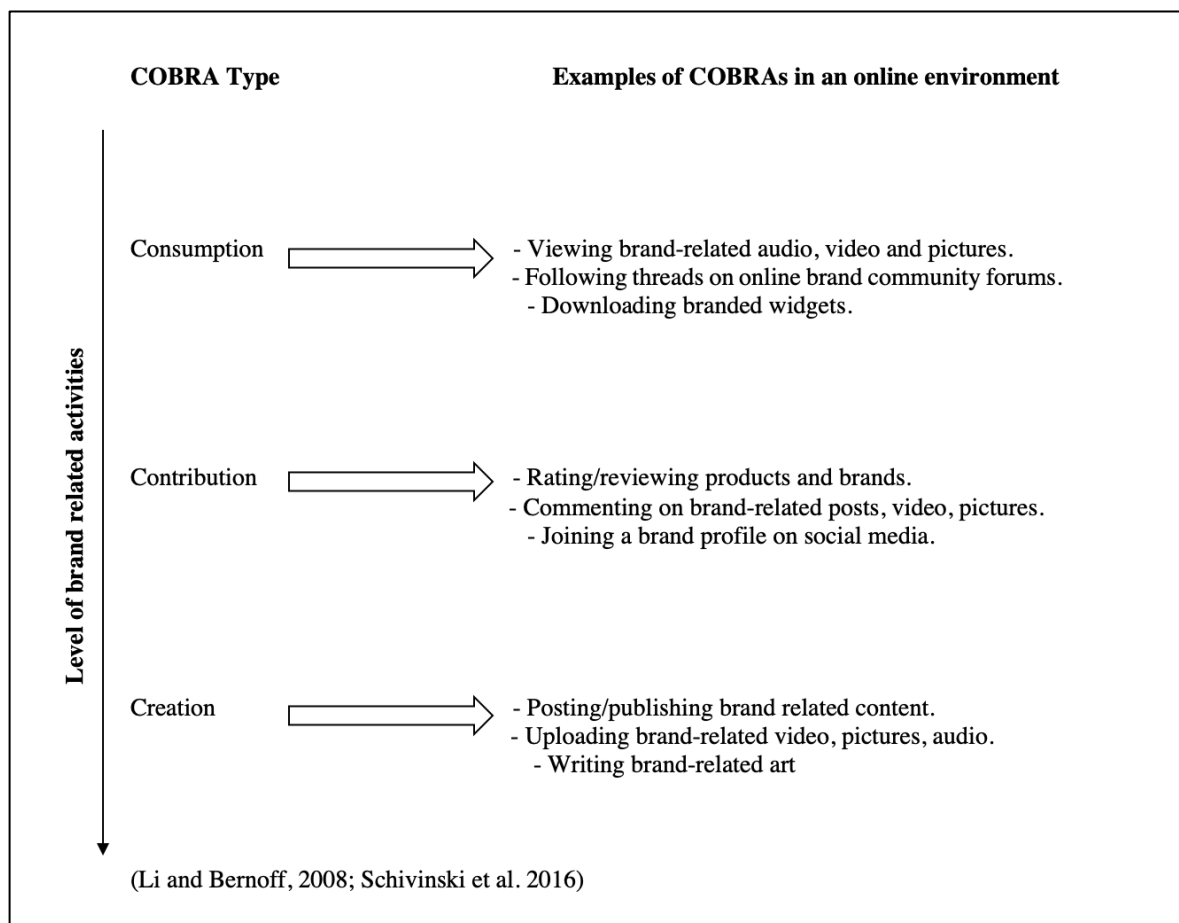 COBRA Type
Examples of COBRAs in an online environment
Level of brand related activities
Consumption
- Viewing brand-related audio, video and pictures.
- Following threads on online brand community forums.
- Downloading branded widgets.
Contribution
- Rating/reviewing products and brands.
- Commenting on brand-related posts, video, pictures.
- Joining a brand profile on social media.
Creation
- Posting/publishing brand related content.
- Uploading brand-related video, pictures, audio.
- Writing brand-related art
(Li and Bernoff, 2008; Schivinski et al. 2016)